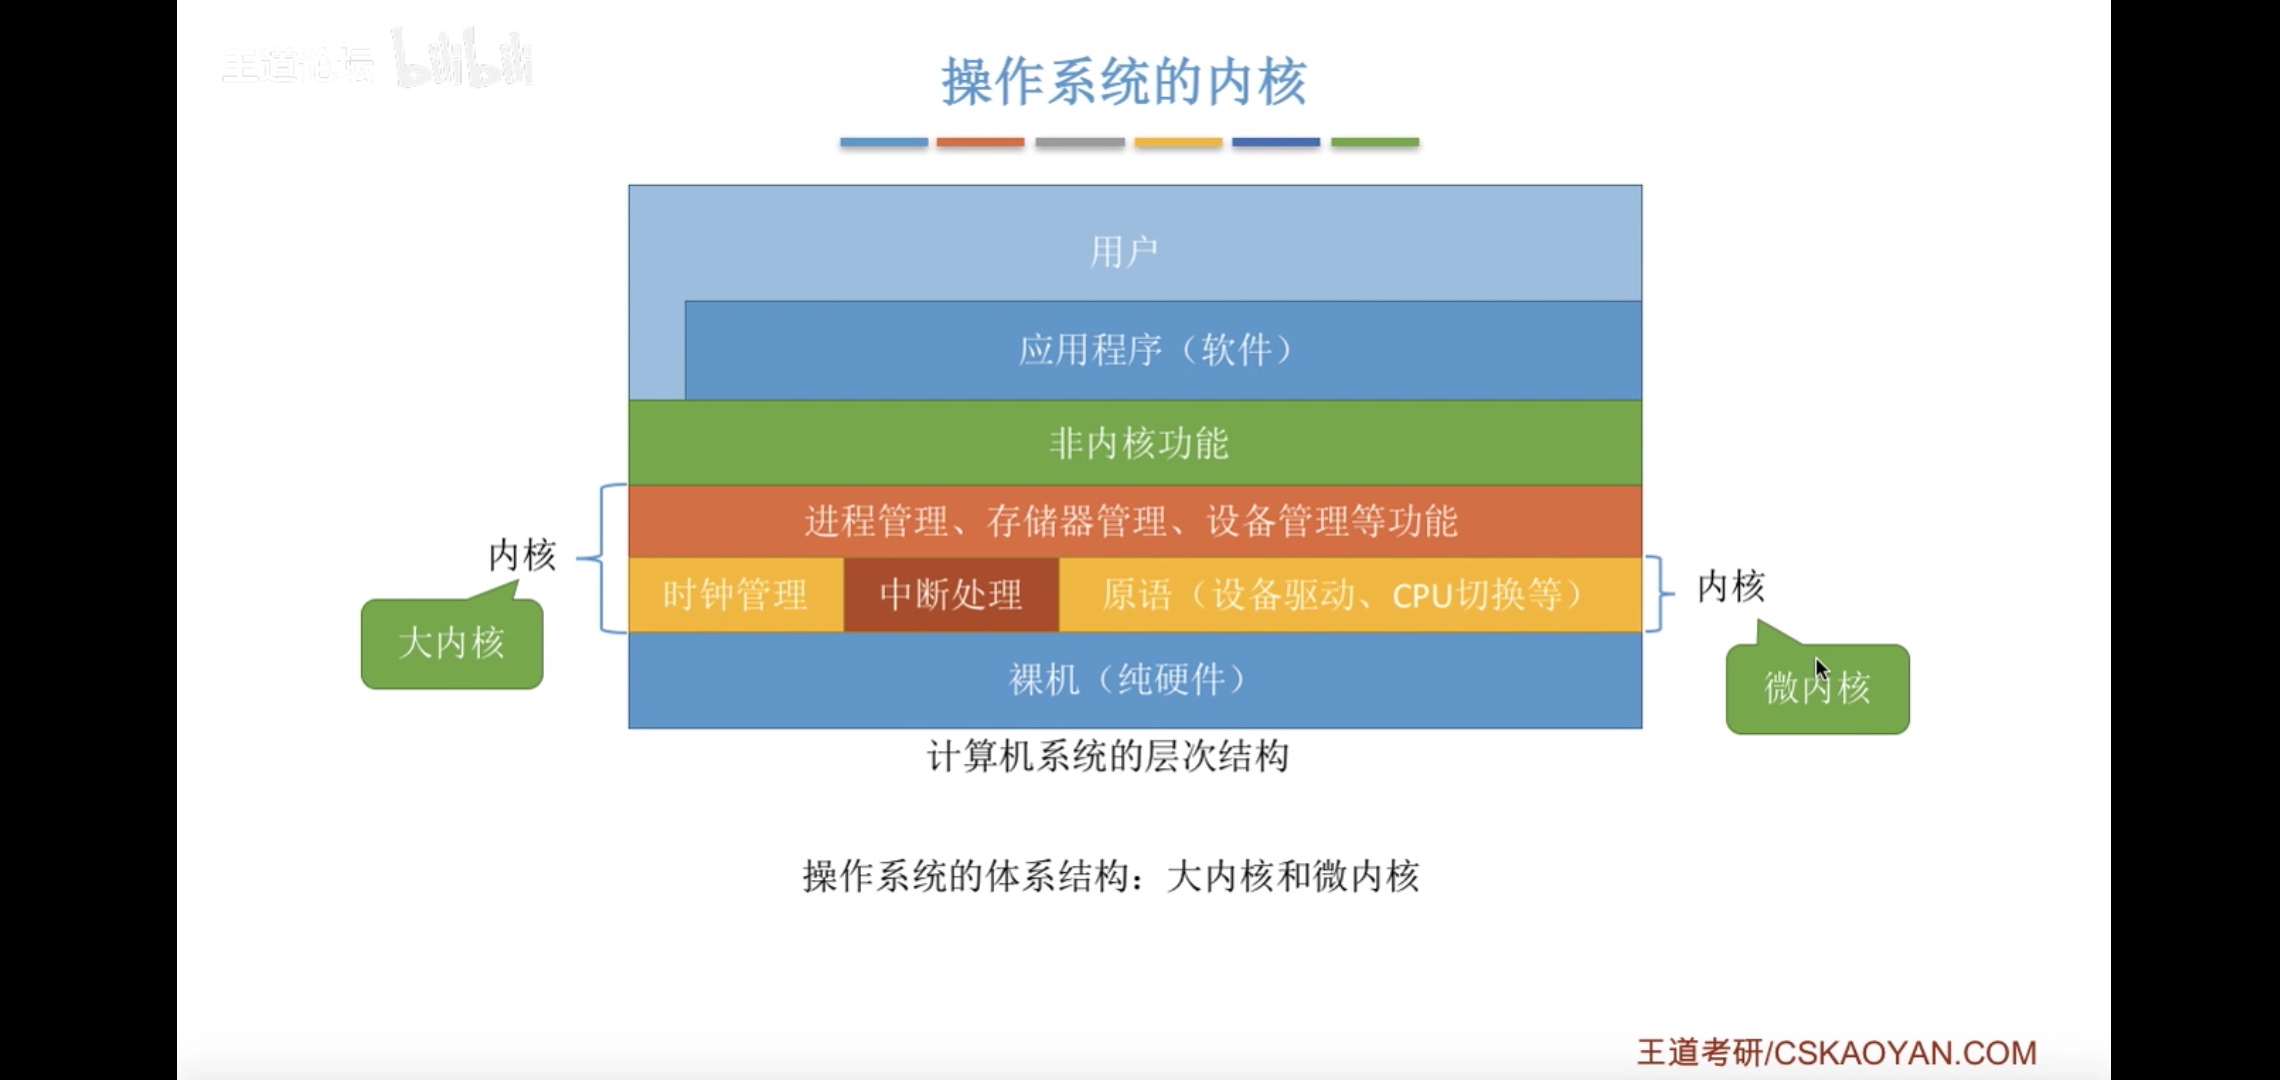 王道论坛 bilibili
操作系统的内核
用户
应用程序（软件）
非内核功能
进程管理、存储器管理、设备管理等功能
内核
时钟管理 中断处理 原语（设备驱动、CPU切换等）
内核
大内核
裸机（纯硬件）
微内核
计算机系统的层次结构
操作系统的体系结构：大内核和微内核
王道考研/CSKAOYAN.COM